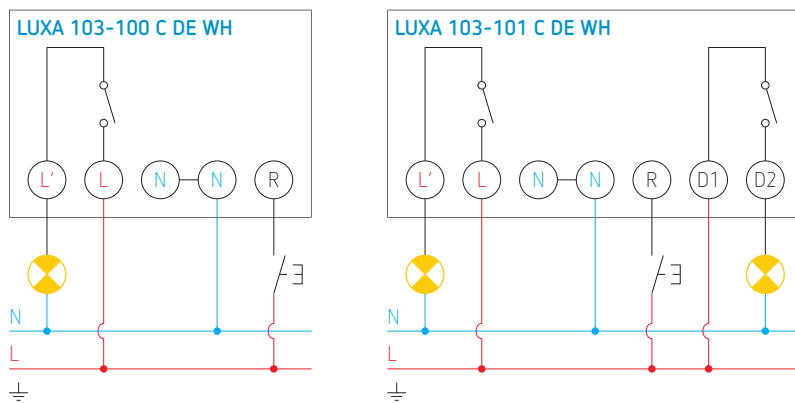 LUXA 103-100 C DE WH
L' L N N R
N
L
LUXA 103-101 C DE WH
L' L N N R D1 D2
N
L